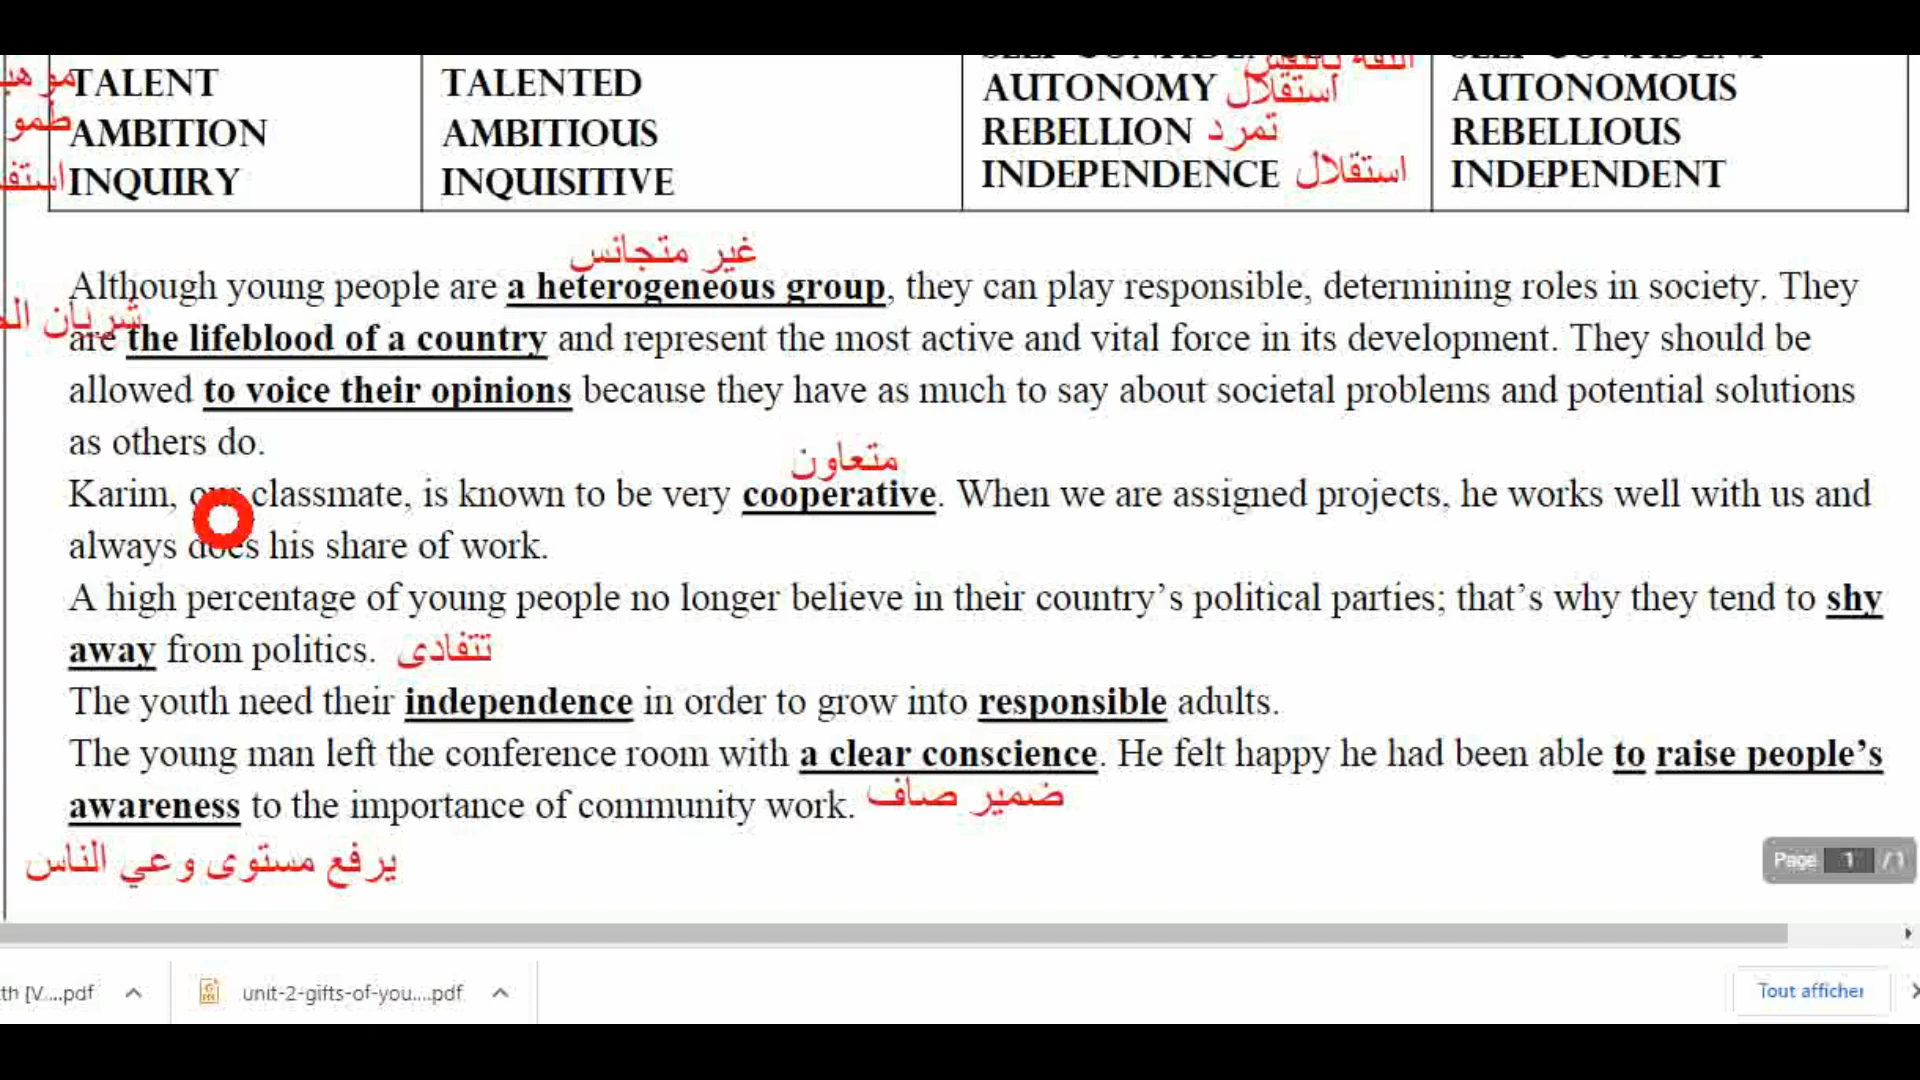 TALENT TALENTED AUTONOMY استقلال AUTONOMOUS
AMBITION AMBITIOUS REBELLION تمرد REBELLIOUS
INQUIRY INQUISITIVE INDEPENDENCE استقلال INDEPENDENT
غير متجانس
Although young people are a heterogeneous group, they can play responsible, determining roles in society. They
شريان
are the lifeblood of a country and represent the most active and vital force in its development. They should be
allowed to voice their opinions because they have as much to say about societal problems and potential solutions
as others do.
متعاون
Karim, our classmate, is known to be very cooperative. When we are assigned projects, he works well with us and
always does his share of work.
A high percentage of young people no longer believe in their country’s political parties; that’s why they tend to shy
away from politics. تتفادى
The youth need their independence in order to grow into responsible adults.
The young man left the conference room with a clear conscience. He felt happy he had been able to raise people’s
awareness to the importance of community work. ضمير صاف
يرفع مستوى وعي الناس
Page 1 / 1
th [V....pdf unit-2-gifts-of-you....pdf Tout afficher